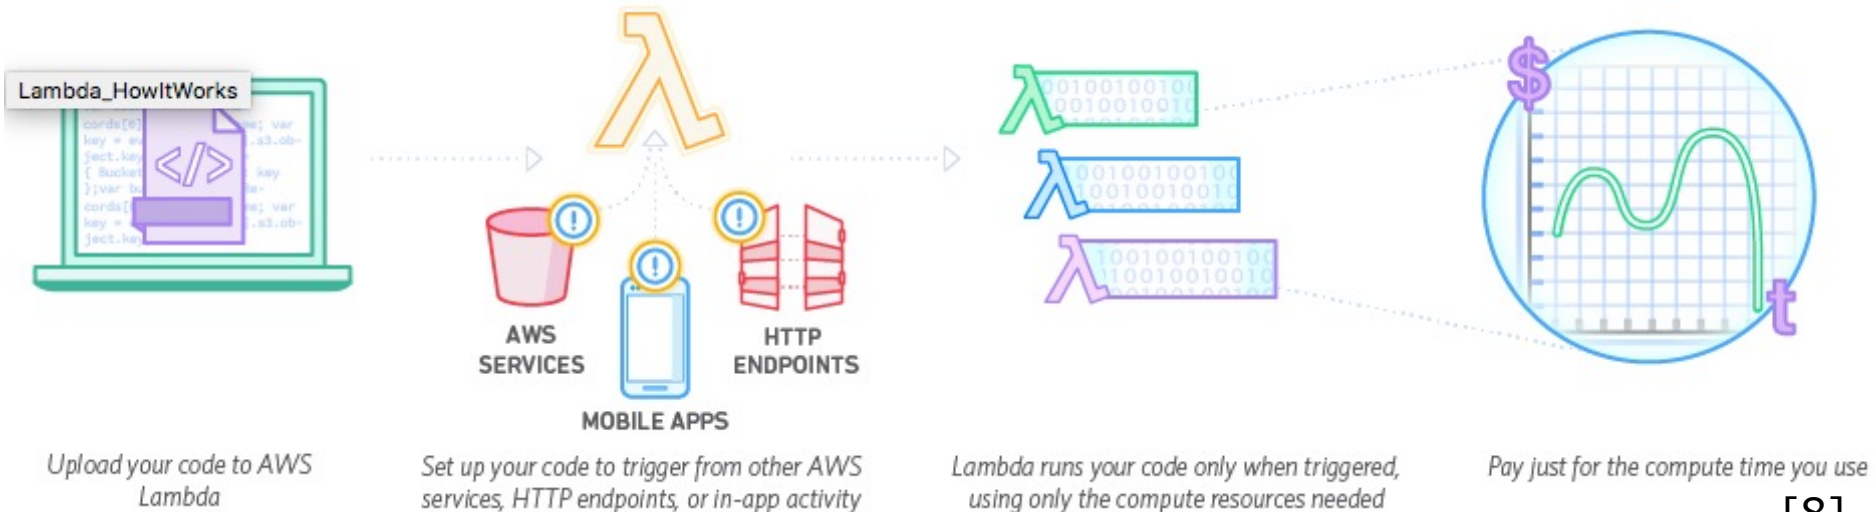 Lambda_HowItWorks
</>
AWS
SERVICES
MOBILE APPS
HTTP
ENDPOINTS
$
t
Upload your code to AWS
Lambda
Set up your code to trigger from other AWS
services, HTTP endpoints, or in-app activity
Lambda runs your code only when triggered,
using only the compute resources needed
Pay just for the compute time you use
[8]